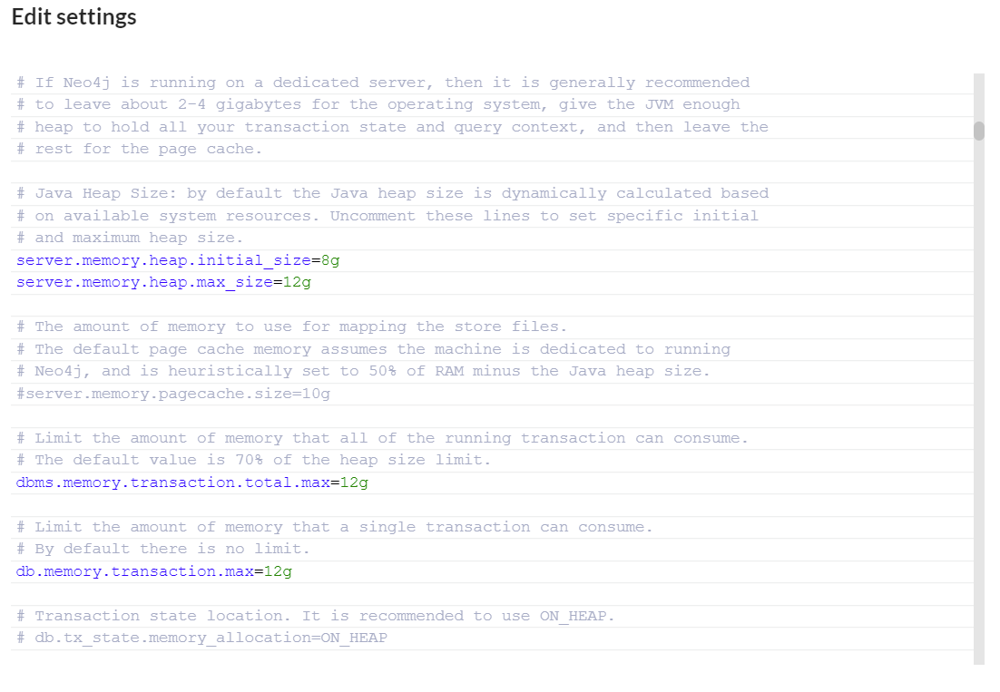 Edit settings
# If Neo4j is running on a dedicated server, then it is generally recommended
# to leave about 2-4 gigabytes for the operating system, give the JVM enough
# heap to hold all your transaction state and query context, and then leave the
# rest for the page cache.
# Java Heap Size: by default the Java heap size is dynamically calculated based
# on available system resources. Uncomment these lines to set specific initial
# and maximum heap size.
server.memory.heap.initial_size=8g
server.memory.heap.max_size=12g
# The amount of memory to use for mapping the store files.
# The default page cache memory assumes the machine is dedicated to running
# Neo4j, and is heuristically set to 50% of RAM minus the Java heap size.
#server.memory.pagecache.size=10g
# Limit the amount of memory that all of the running transaction can consume.
# The default value is 70% of the heap size limit.
dbms.memory.transaction.total.max=12g
# Limit the amount of memory that a single transaction can consume.
# By default there is no limit.
db.memory.transaction.max=12g
# Transaction state location. It is recommended to use ON_HEAP.
# db.tx_state.memory_allocation=ON_HEAP